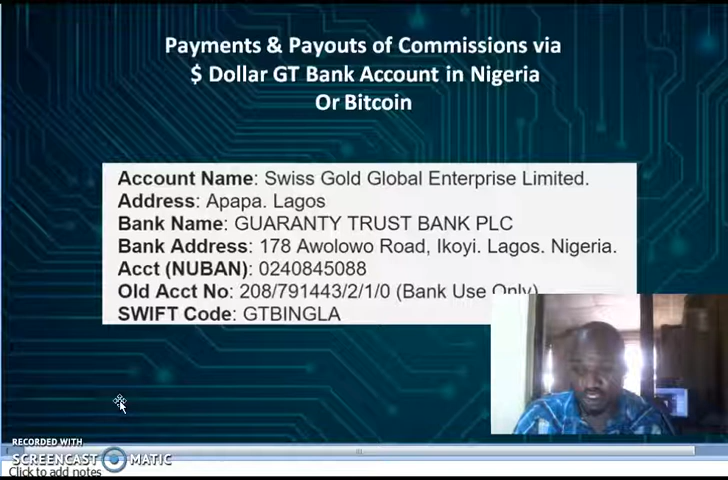 Payments & Payouts of Commissions via
$ Dollar GT Bank Account in Nigeria
Or Bitcoin
Account Name: Swiss Gold Global Enterprise Limited.
Address: Apapa. Lagos
Bank Name: GUARANTY TRUST BANK PLC
Bank Address: 178 Awolowo Road, Ikoyi. Lagos. Nigeria.
Acct (NUBAN): 0240845088
Old Acct No: 208/791443/2/1/0 (Bank Use Only)
SWIFT Code: GTBINGLA
RECORDED WITH
SCREENCAST MATIC
Click to add notes